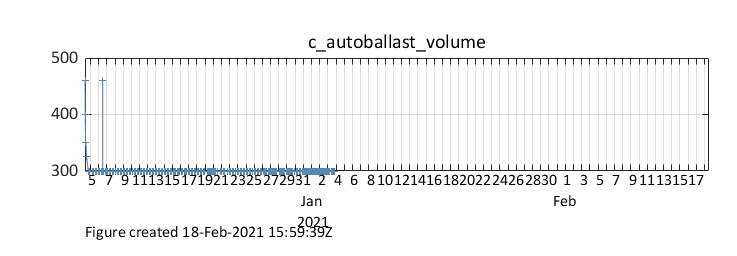 c_autoballast_volume
500
400
300
5 7 9 11 13 15 17 19 21 23 25 27 29 31 2 4 6 8 10 12 14 16 18 20 22 24 26 28 30 1 3 5 7 9 11 13 15 17
Jan Feb
2021
Figure created 18-Feb-2021 15:59:39Z